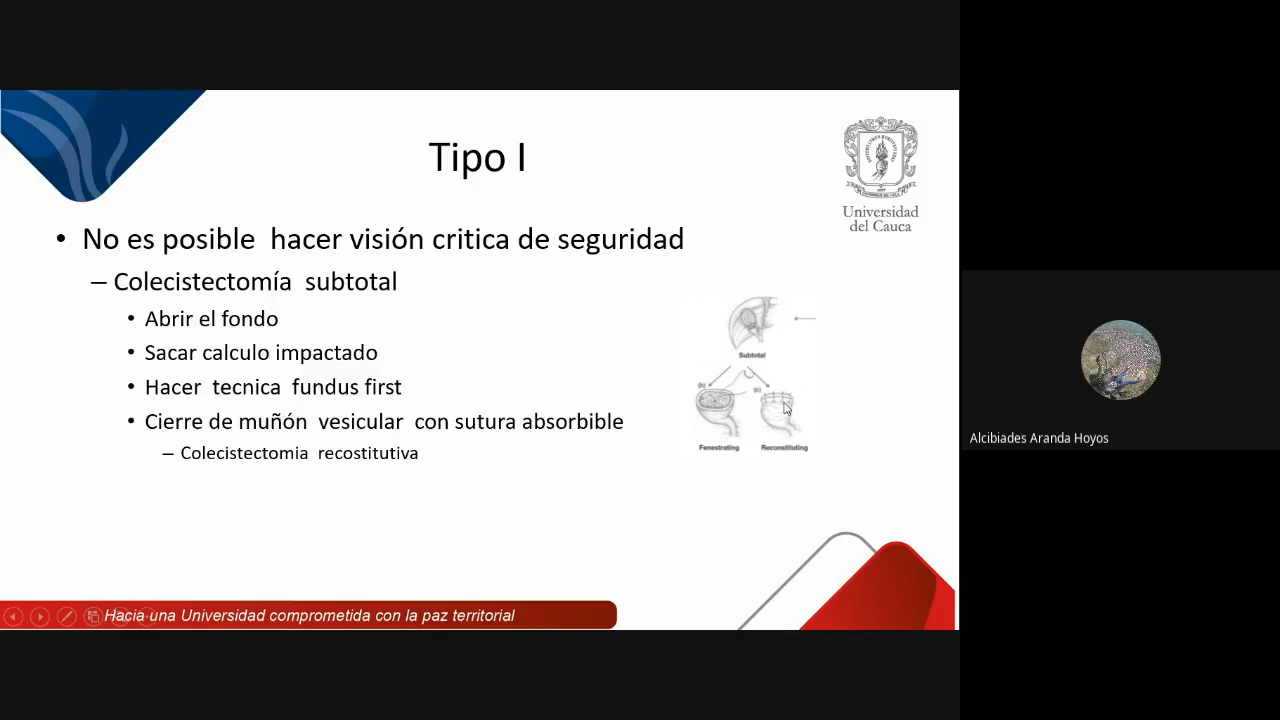 Tipo I
Universidad
del Cauca
• No es posible hacer visión critica de seguridad
– Colecistectomía subtotal
• Abrir el fondo
• Sacar calculo impactado
• Hacer tecnica fundus first
• Cierre de muñón vesicular con sutura absorbible
– Colecistectomia recostitutiva
Subtotal
(b)
(c)
Fenestrating
Reconstituting
Hacia una Universidad comprometida con la paz territorial
Alcibiades Aranda Hoyos